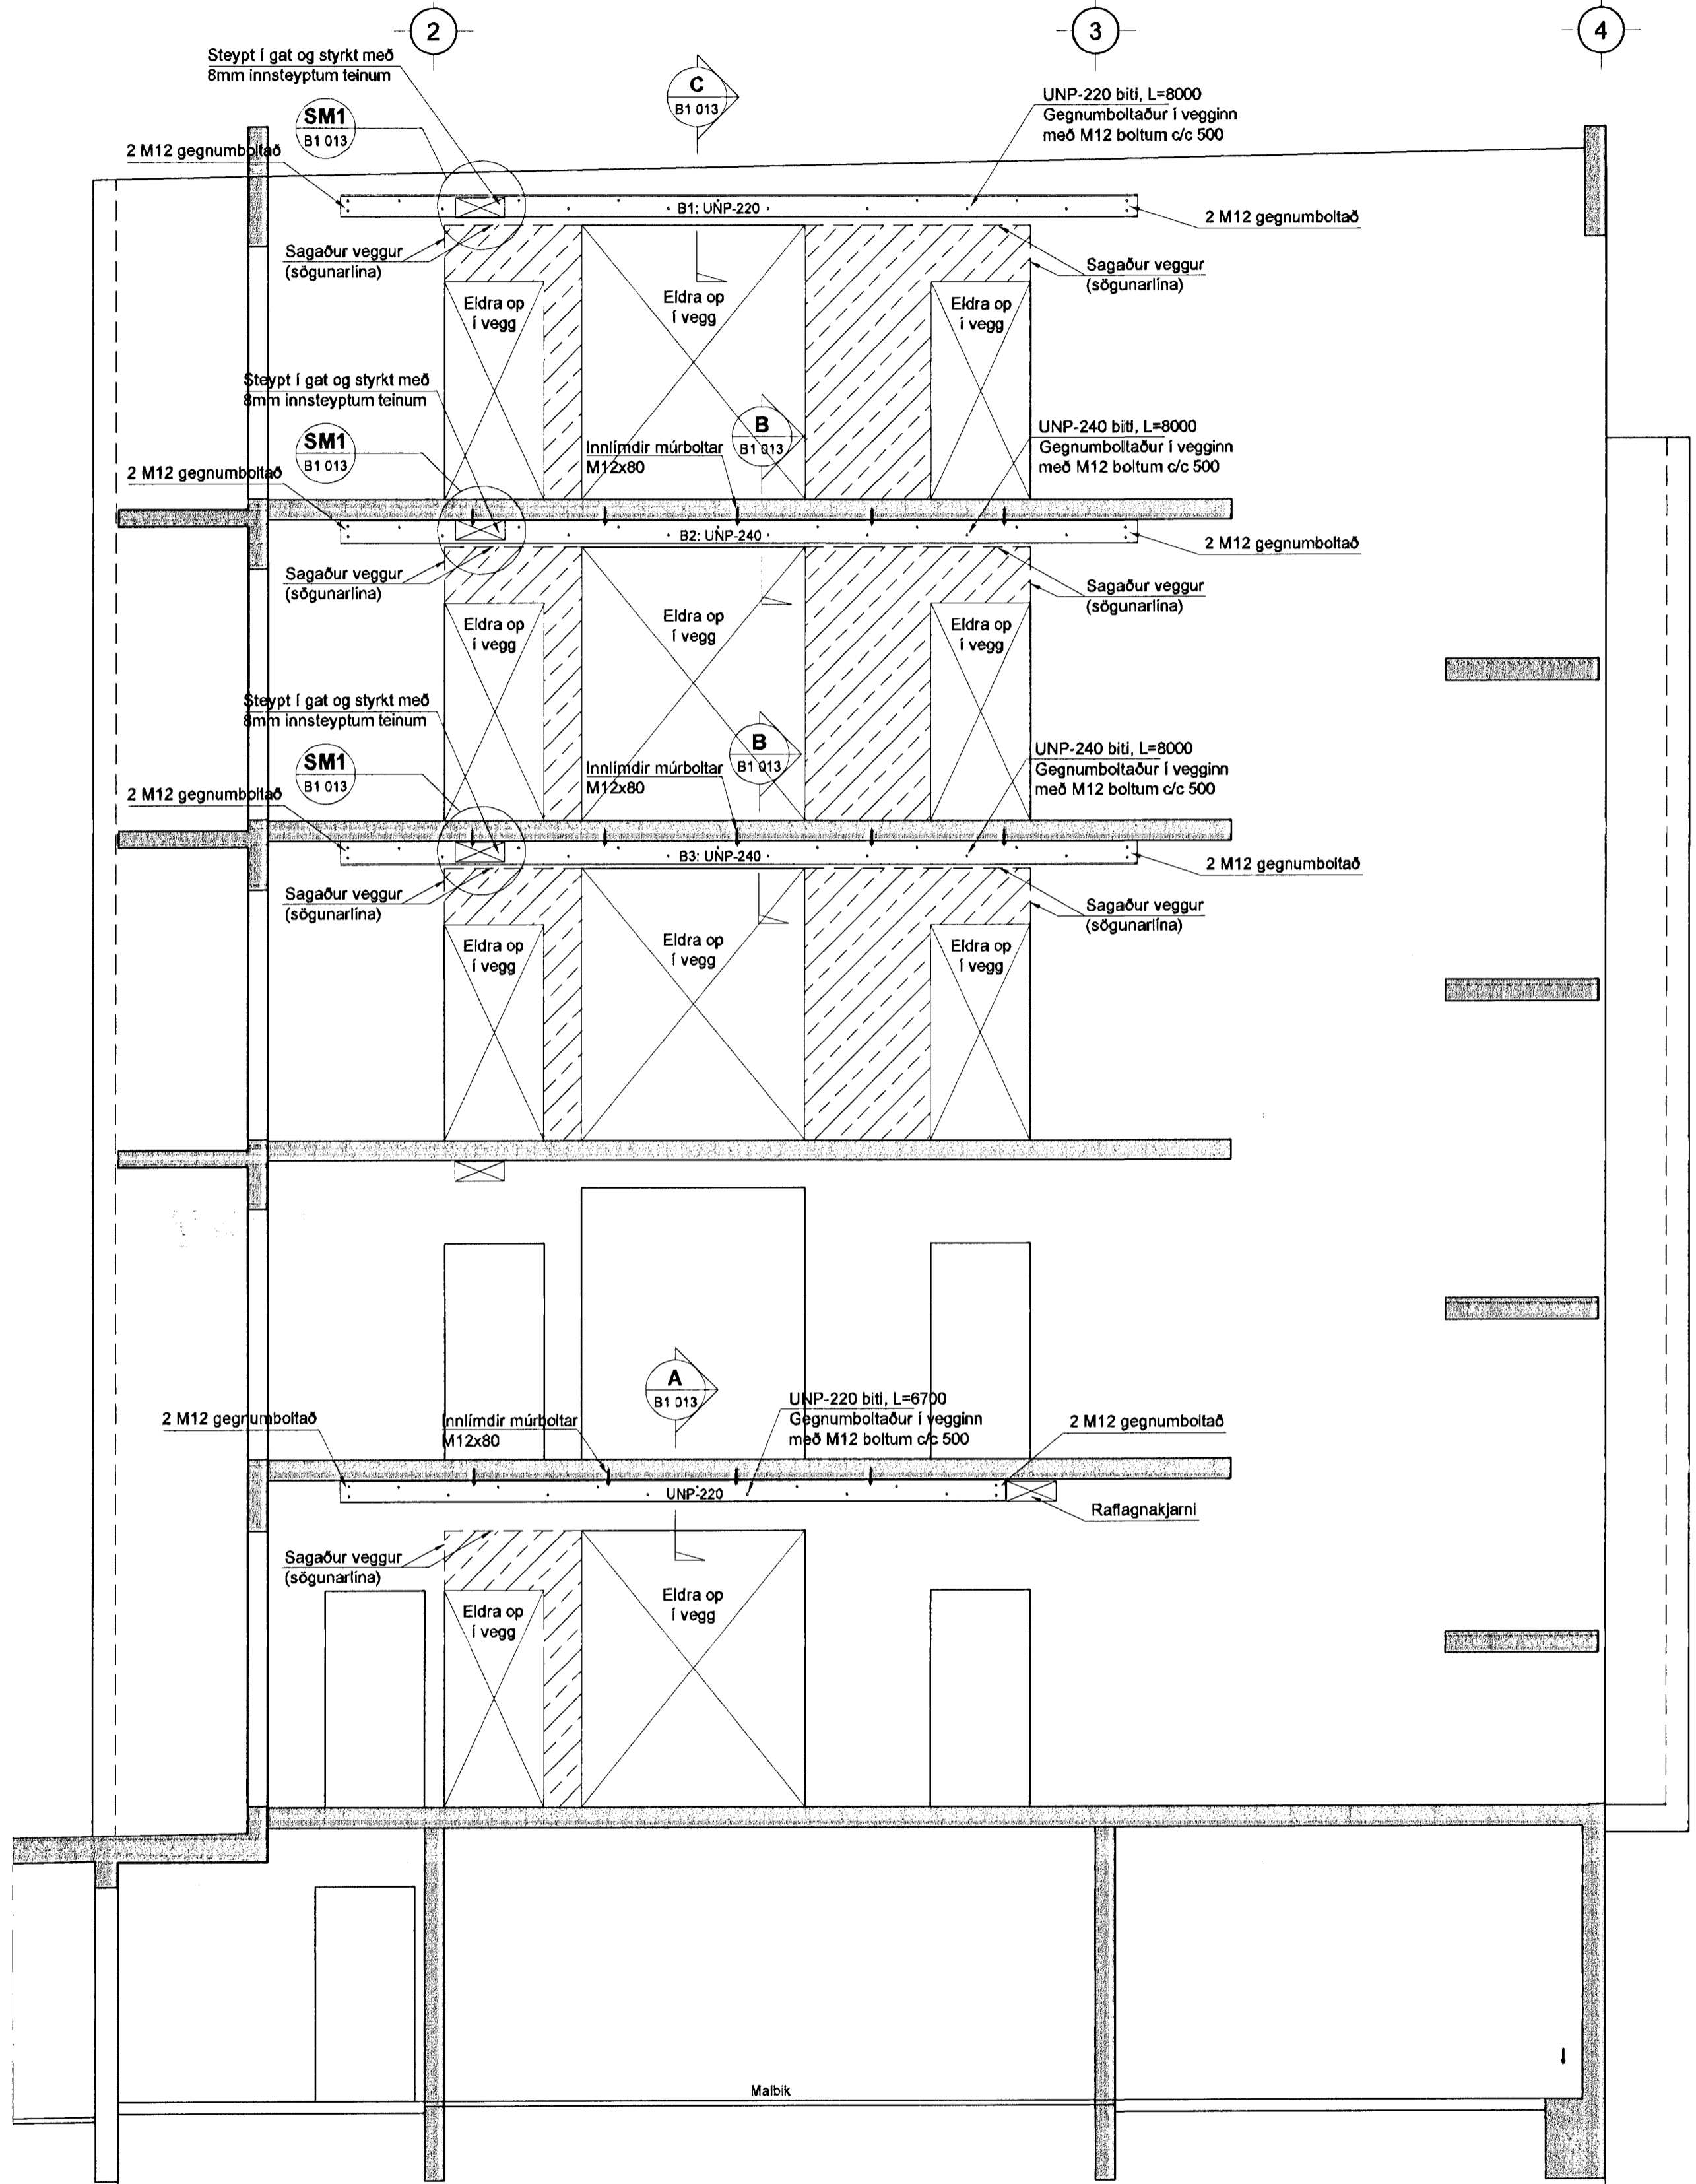 2
3
4
Steypt í gat og styrkt með
8mm innsteyptum teinum
C
B1 013
UNP-220 biti, L=8000
Gegnumboltaður í vegginn
með M12 boltum c/c 500
SM1
B1 013
2 M12 gegnumboltað
B1: UNP-220
2 M12 gegnumboltað
Sagaður veggur
(sögunarlína)
Sagaður veggur
(sögunarlína)
Eldra op
í vegg
Eldra op
í vegg
Eldra op
í vegg
Steypt í gat og styrkt með
8mm innsteyptum teinum
B
B1 013
UNP-240 biti, L=8000
Gegnumboltaður í vegginn
með M12 boltum c/c 500
SM1
B1 013
Innlímdir múrboltar
M12x80
2 M12 gegnumboltað
B2: UNP-240
2 M12 gegnumboltað
Sagaður veggur
(sögunarlína)
Sagaður veggur
(sögunarlína)
Eldra op
í vegg
Eldra op
í vegg
Eldra op
í vegg
Steypt í gat og styrkt með
8mm innsteyptum teinum
B
B1 013
UNP-240 biti, L=8000
Gegnumboltaður í vegginn
með M12 boltum c/c 500
SM1
B1 013
Innlímdir múrboltar
M12x80
2 M12 gegnumboltað
B3: UNP-240
2 M12 gegnumboltað
Sagaður veggur
(sögunarlína)
Sagaður veggur
(sögunarlína)
Eldra op
í vegg
Eldra op
í vegg
Eldra op
í vegg
A
B1 013
UNP-220 biti, L=6700
Gegnumboltaður í vegginn
með M12 boltum c/c 500
2 M12 gegnumboltað
Innlímdir múrboltar
M12x80
2 M12 gegnumboltað
UNP-220
Raflagnakjarni
Sagaður veggur
(sögunarlína)
Eldra op
í vegg
Eldra op
í vegg
Malbik